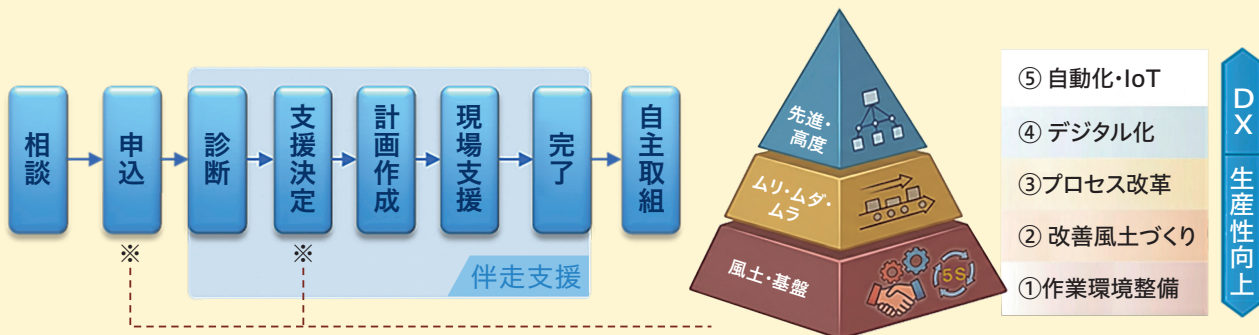 相談
申込
診断
支援決定
計画作成
現場支援
完了
自主取組
※
※
伴走支援
先進・
高度
ムリ・ムダ・
ムラ
風土・基盤
5S
⑤ 自動化・IoT
④ デジタル化
③プロセス改革
② 改善風土づくり
①作業環境整備
DX
生産性向上